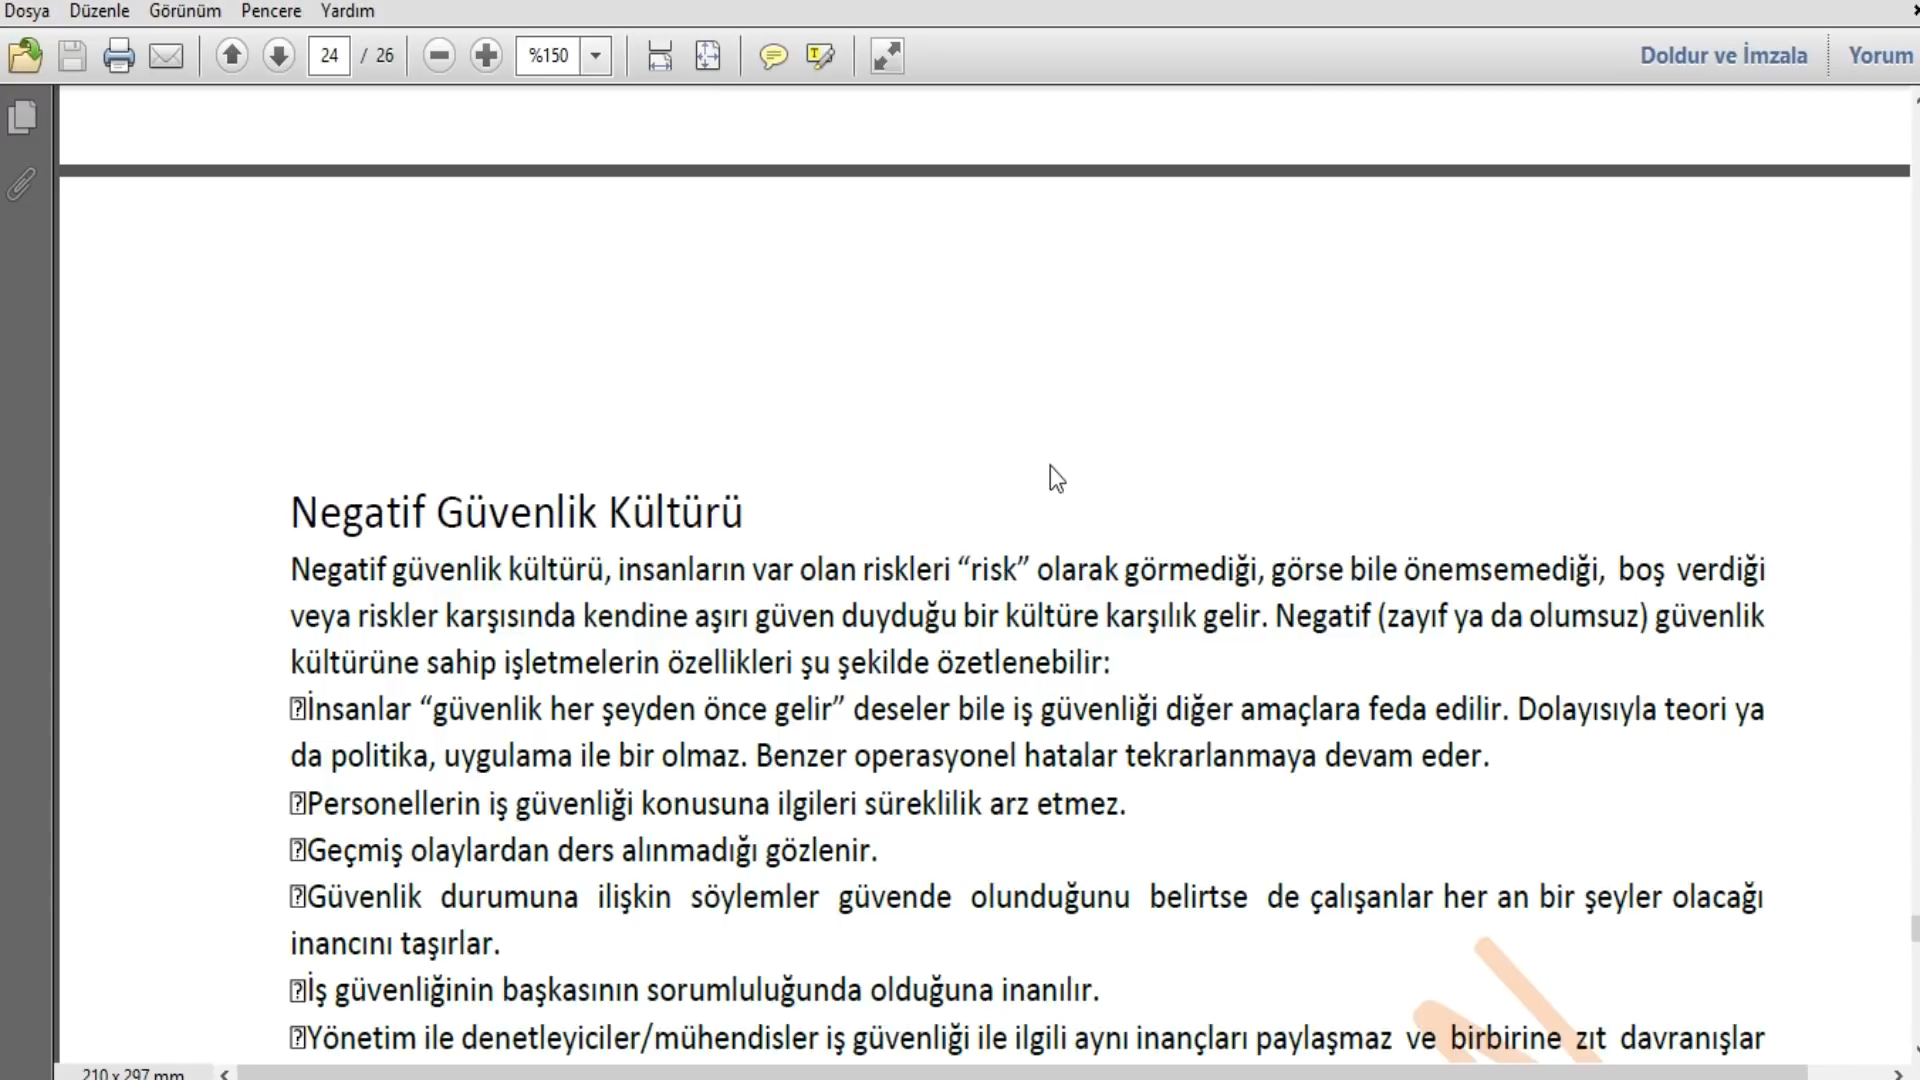 Dosya Düzenle Görünüm Pencere Yardım
24 / 26 %150 Doldur ve İmzala Yorum
Negatif Güvenlik Kültürü
Negatif güvenlik kültürü, insanların var olan riskleri “risk” olarak görmediği, görse bile önemsemediği, boş verdiği
veya riskler karşısında kendine aşırı güven duyduğu bir kültüre karşılık gelir. Negatif (zayıf ya da olumsuz) güvenlik
kültürüne sahip işletmelerin özellikleri şu şekilde özetlenebilir:
İnsanlar “güvenlik her şeyden önce gelir” deseler bile iş güvenliği diğer amaçlara feda edilir. Dolayısıyla teori ya
da politika, uygulama ile bir olmaz. Benzer operasyonel hatalar tekrarlanmaya devam eder.
Personellerin iş güvenliği konusuna ilgileri süreklilik arz etmez.
Geçmiş olaylardan ders alınmadığı gözlenir.
Güvenlik durumuna ilişkin söylemler güvende olunduğunu belirtse de çalışanlar her an bir şeyler olacağı
inancını taşırlar.
İş güvenliğinin başkasının sorumluluğunda olduğuna inanılır.
Yönetim ile denetleyiciler/mühendisler iş güvenliği ile ilgili aynı inançları paylaşmaz ve birbirine zıt davranışlar
210 x 297 mm